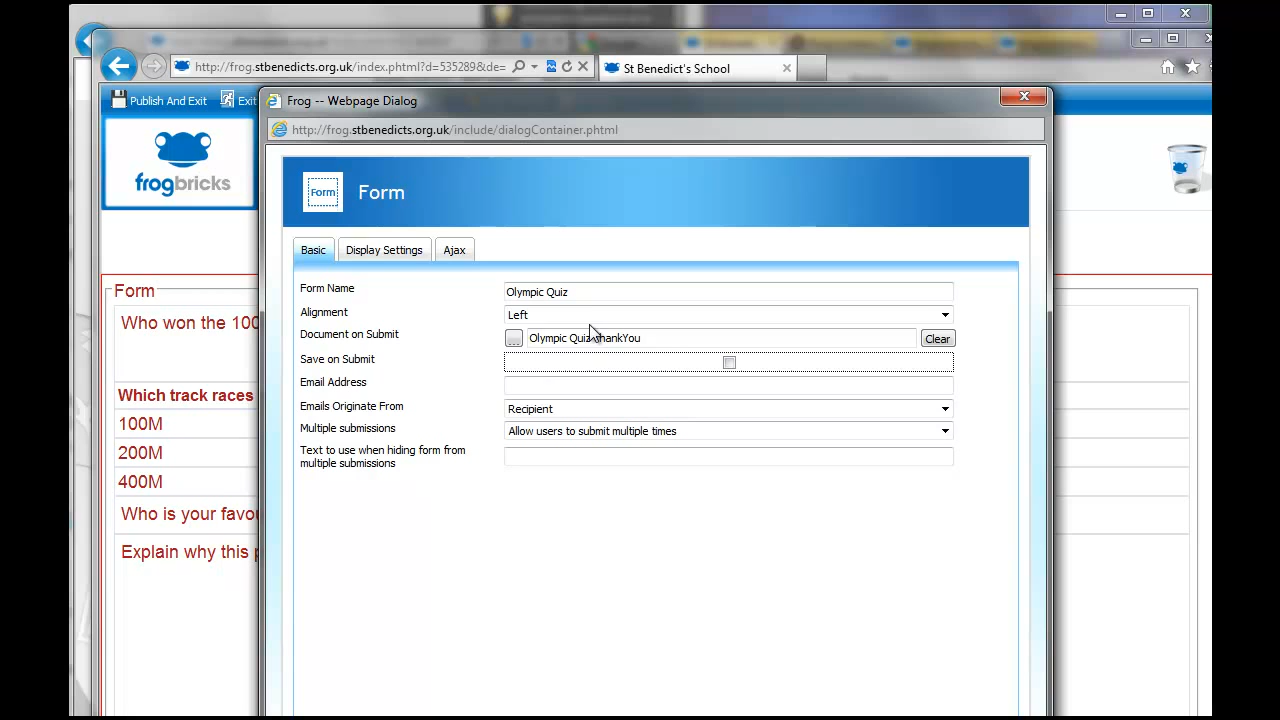 http://frog.stbenedicts.org.uk/index.phtml?d=535289&de=
St Benedict's School
Publish And Exit
Exit
Frog -- Webpage Dialog
http://frog.stbenedicts.org.uk/include/dialogContainer.phtml
frogbricks
Form
Form
Basic
Display Settings
Ajax
Form
Who won the 100
Which track races
100M
200M
400M
Who is your favou
Explain why this p
Form Name
Olympic Quiz
Alignment
Left
Document on Submit
...
Olympic Quiz ThankYou
Clear
Save on Submit
Email Address
Emails Originate From
Recipient
Multiple submissions
Allow users to submit multiple times
Text to use when hiding form from
multiple submissions